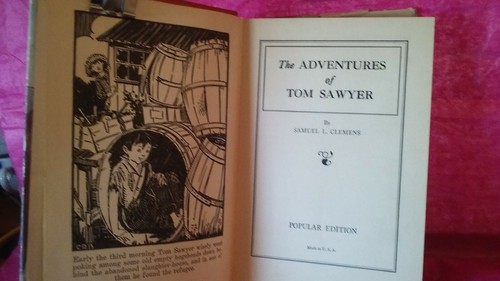 Early the third morning Tom Sawyer wisely went
poking among some old empty hogsheads down be-
hind the abandoned slaughter-house, and in one of
them he found the refugee.
The ADVENTURES
of
TOM SAWYER
By
SAMUEL L. CLEMENS
POPULAR EDITION
Made in U. S. A.